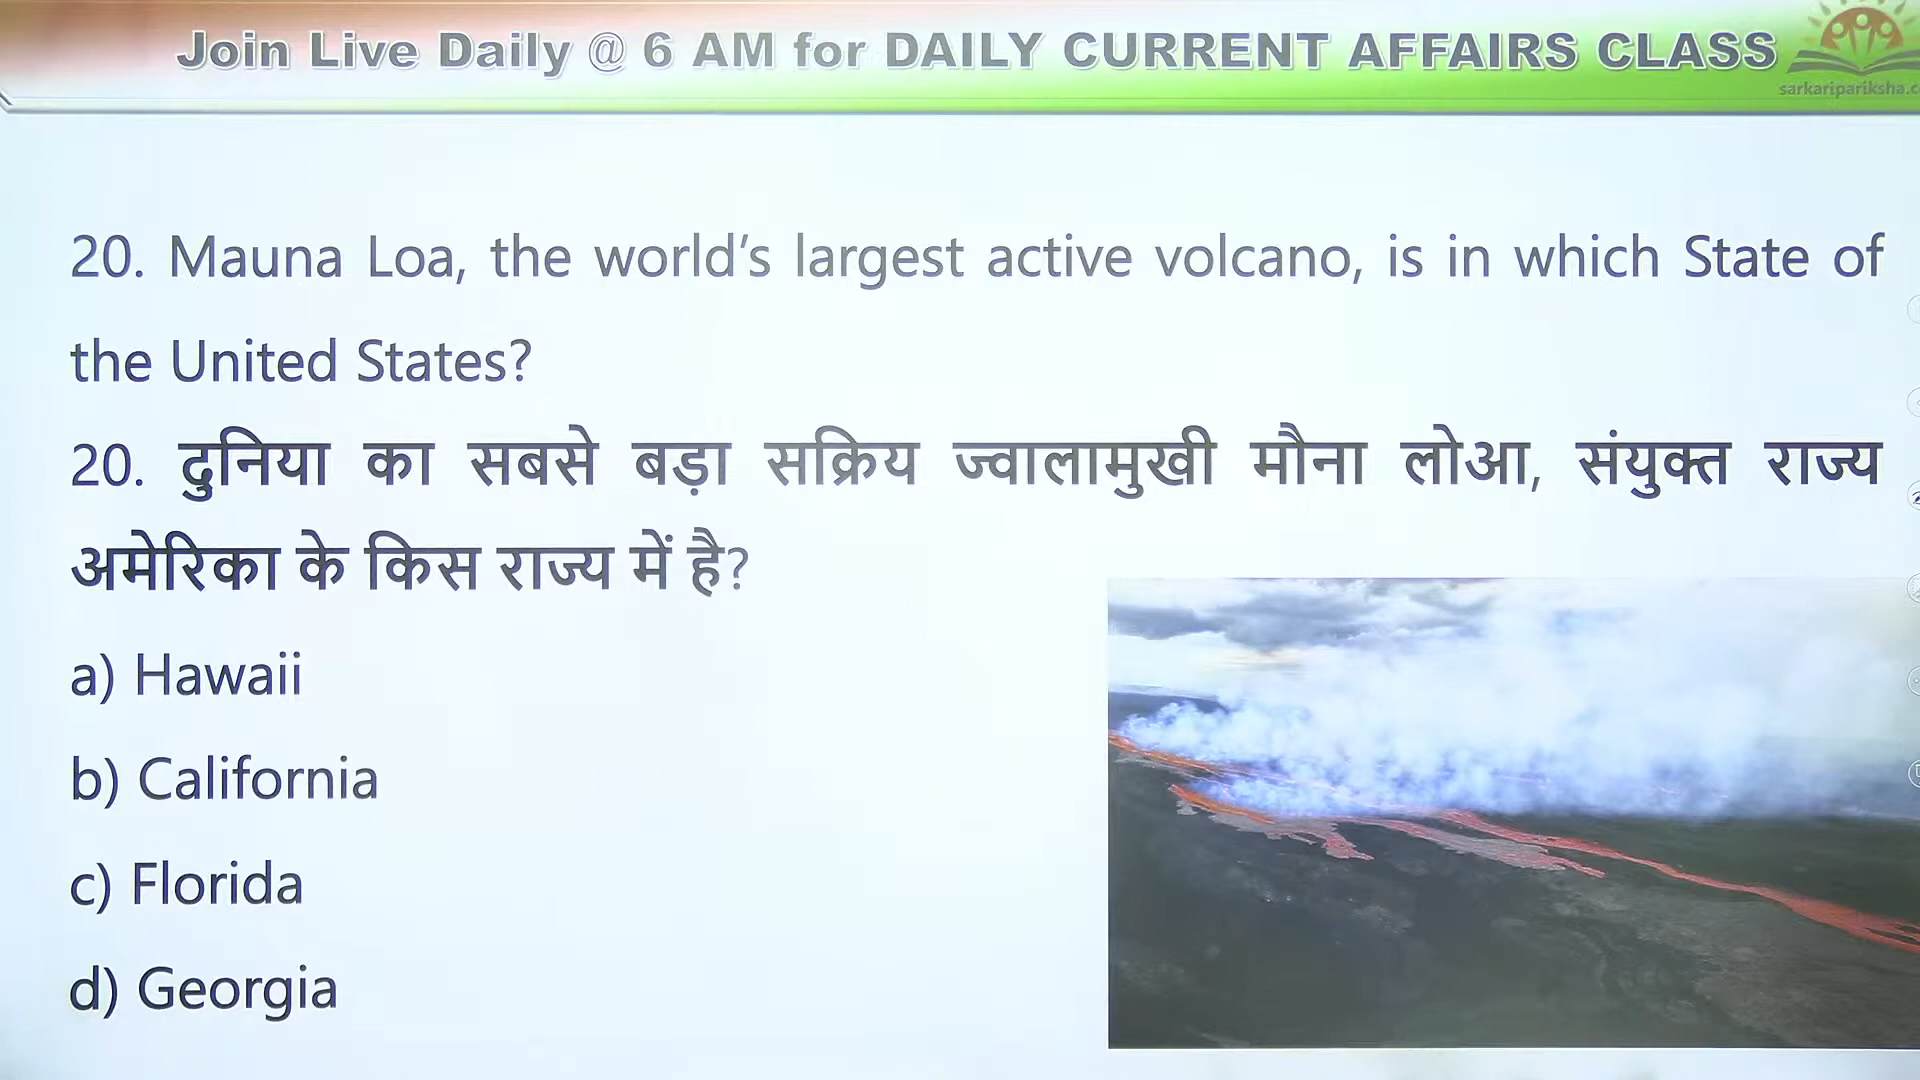 Join Live Daily @ 6 AM for DAILY CURRENT AFFAIRS CLASS
sarkaripariksha.c
20. Mauna Loa, the world’s largest active volcano, is in which State of
the United States?
20. दुनिया का सबसे बड़ा सक्रिय ज्वालामुखी मौना लोआ, संयुक्त राज्य
अमेरिका के किस राज्य में है?
a) Hawaii
b) California
c) Florida
d) Georgia